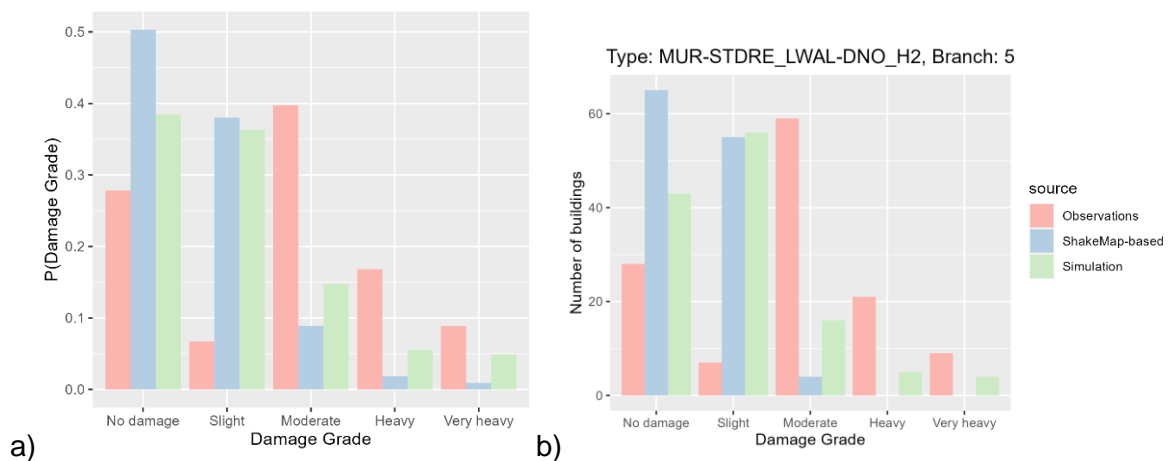 0.5
0.4
0.3
0.2
0.1
0.0
P(Damage Grade)
No damage Slight Moderate Heavy Very heavy
Damage Grade
a)
Type: MUR-STDRE_LWAL-DNO_H2, Branch: 5
60
40
20
0
Number of buildings
No damage Slight Moderate Heavy Very heavy
Damage Grade
b)
source
Observations
ShakeMap-based
Simulation